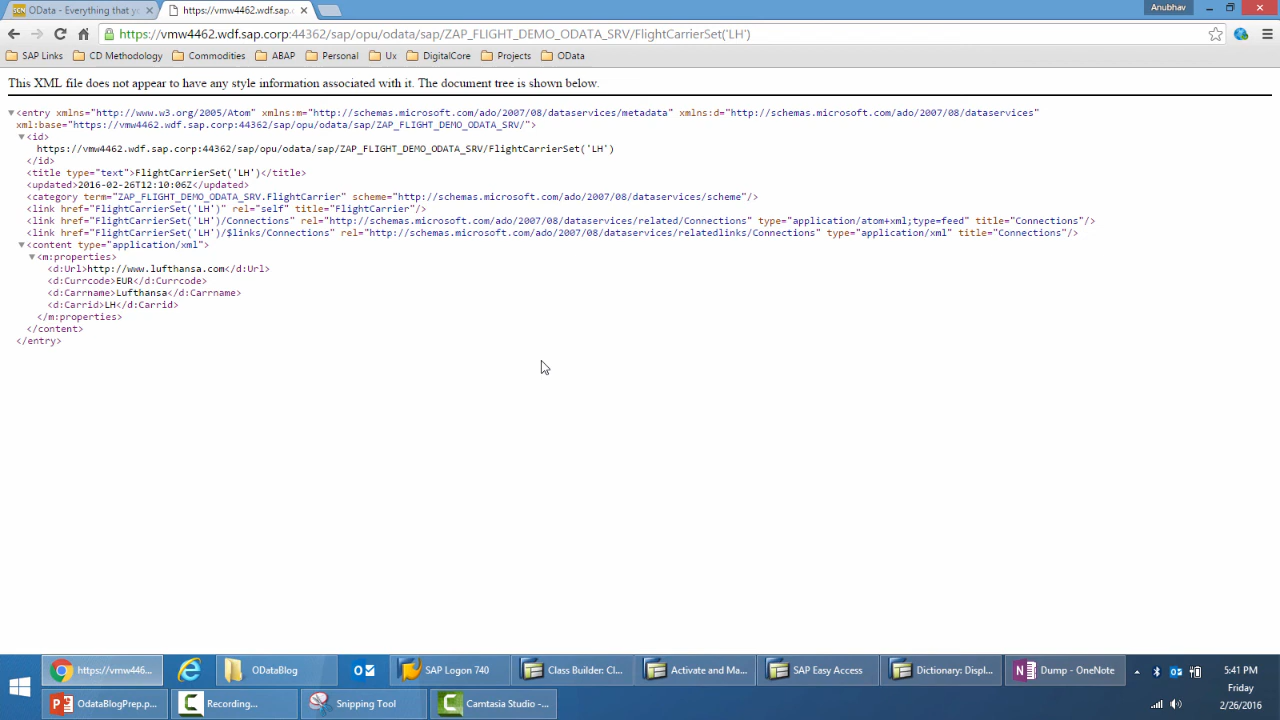 OData - Everything that y
https://vmw4462.wdf.sap.c
Anubhav
https://vmw4462.wdf.sap.corp:44362/sap/opu/odata/sap/ZAP_FLIGHT_DEMO_ODATA_SRV/FlightCarrierSet('LH')
SAP Links CD Methodology Commodities ABAP Personal Ux DigitalCore Projects OData
This XML file does not appear to have any style information associated with it. The document tree is shown below.
<entry xmlns="http://www.w3.org/2005/Atom" xmlns:m="http://schemas.microsoft.com/ado/2007/08/dataservices/metadata" xmlns:d="http://schemas.microsoft.com/ado/2007/08/dataservices"
xml:base="https://vmw4462.wdf.sap.corp:44362/sap/opu/odata/sap/ZAP_FLIGHT_DEMO_ODATA_SRV/">
<id>
https://vmw4462.wdf.sap.corp:44362/sap/opu/odata/sap/ZAP_FLIGHT_DEMO_ODATA_SRV/FlightCarrierSet('LH')
</id>
<title type="text">FlightCarrierSet('LH')</title>
<updated>2016-02-26T12:10:06Z</updated>
<category term="ZAP_FLIGHT_DEMO_ODATA_SRV.FlightCarrier" scheme="http://schemas.microsoft.com/ado/2007/08/dataservices/scheme"/>
<link href="FlightCarrierSet('LH')" rel="self" title="FlightCarrier"/>
<link href="FlightCarrierSet('LH')/Connections" rel="http://schemas.microsoft.com/ado/2007/08/dataservices/related/Connections" type="application/atom+xml;type=feed" title="Connections"/>
<link href="FlightCarrierSet('LH')/$links/Connections" rel="http://schemas.microsoft.com/ado/2007/08/dataservices/relatedlinks/Connections" type="application/xml" title="Connections"/>
<content type="application/xml">
<m:properties>
<d:Url>http://www.lufthansa.com</d:Url>
<d:Currcode>EUR</d:Currcode>
<d:Carrname>Lufthansa</d:Carrname>
<d:Carrid>LH</d:Carrid>
</m:properties>
</content>
</entry>
https://vmw446... ODataBlog SAP Logon 740 Class Builder: Cl... Activate and Ma... SAP Easy Access Dictionary: Displ... Dump - OneNote 5:41 PM
Friday
OdataBlogPrep.p... Recording... Snipping Tool Camtasia Studio -... 2/26/2016